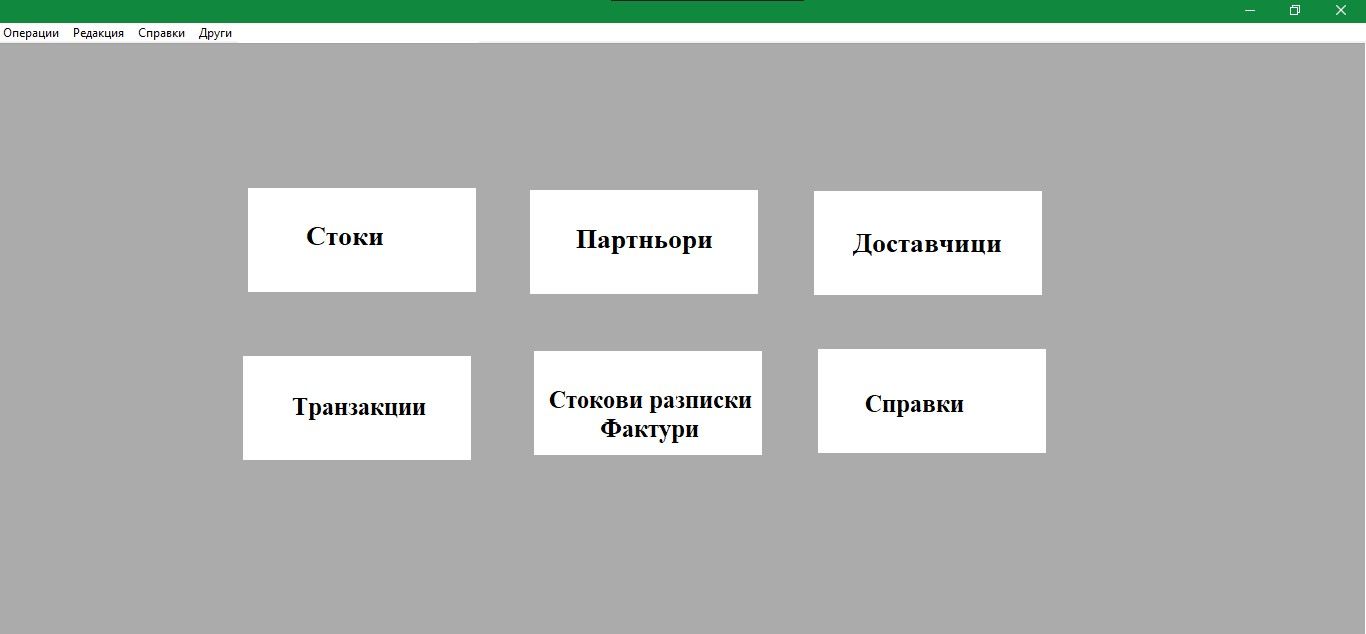 Операции Редакция Справки Други
Стоки
Партньори
Доставчици
Транзакции
Стокови разписки
Фактури
Справки